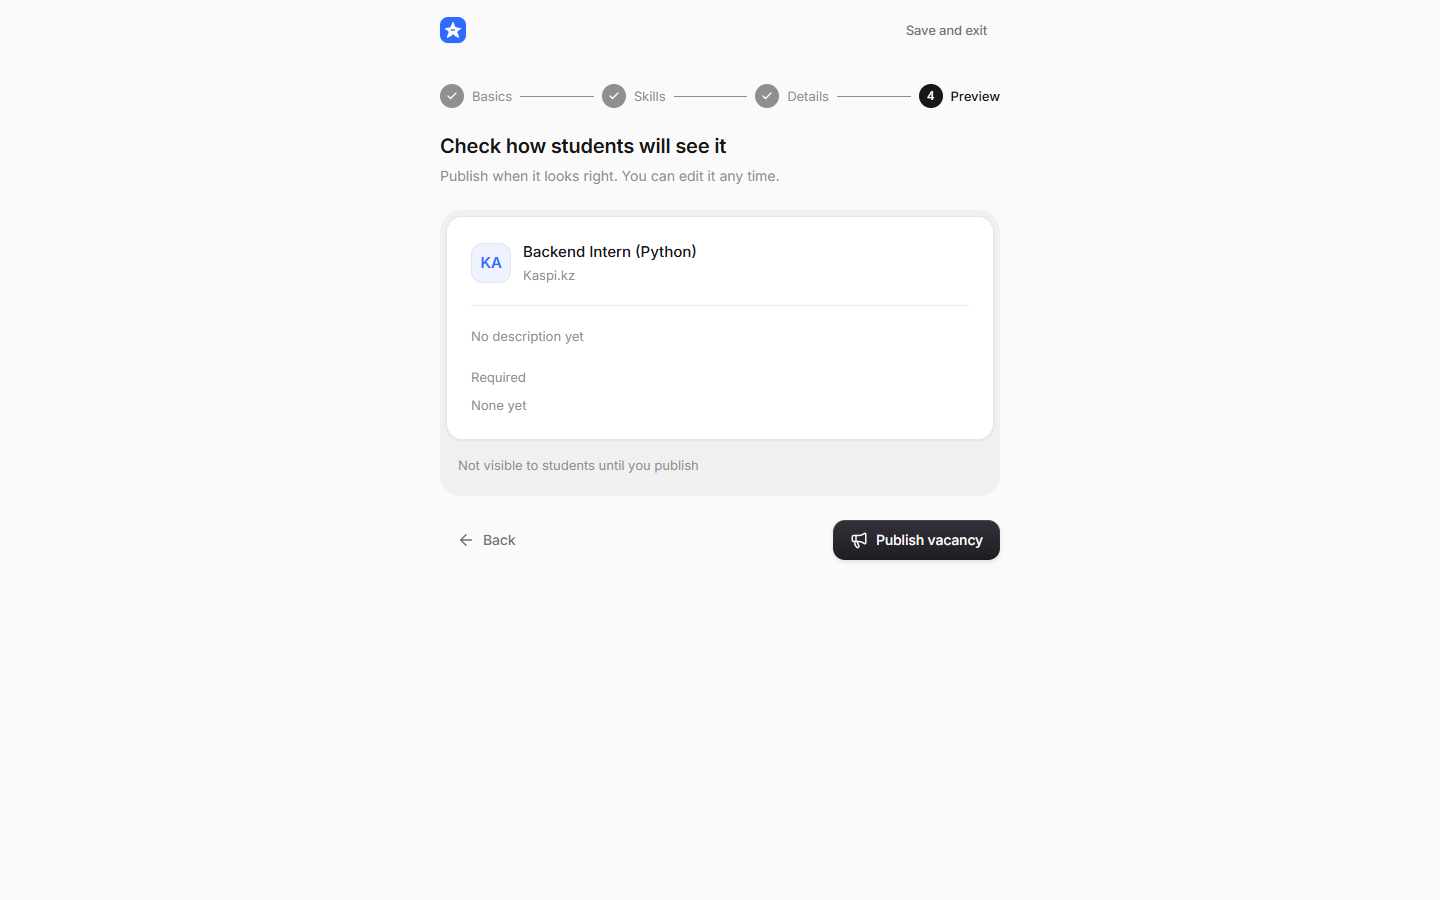 Save and exit
Basics
Skills
Details
4 Preview
Check how students will see it
Publish when it looks right. You can edit it any time.
KA
Backend Intern (Python)
Kaspi.kz
No description yet
Required
None yet
Not visible to students until you publish
Back
Publish vacancy